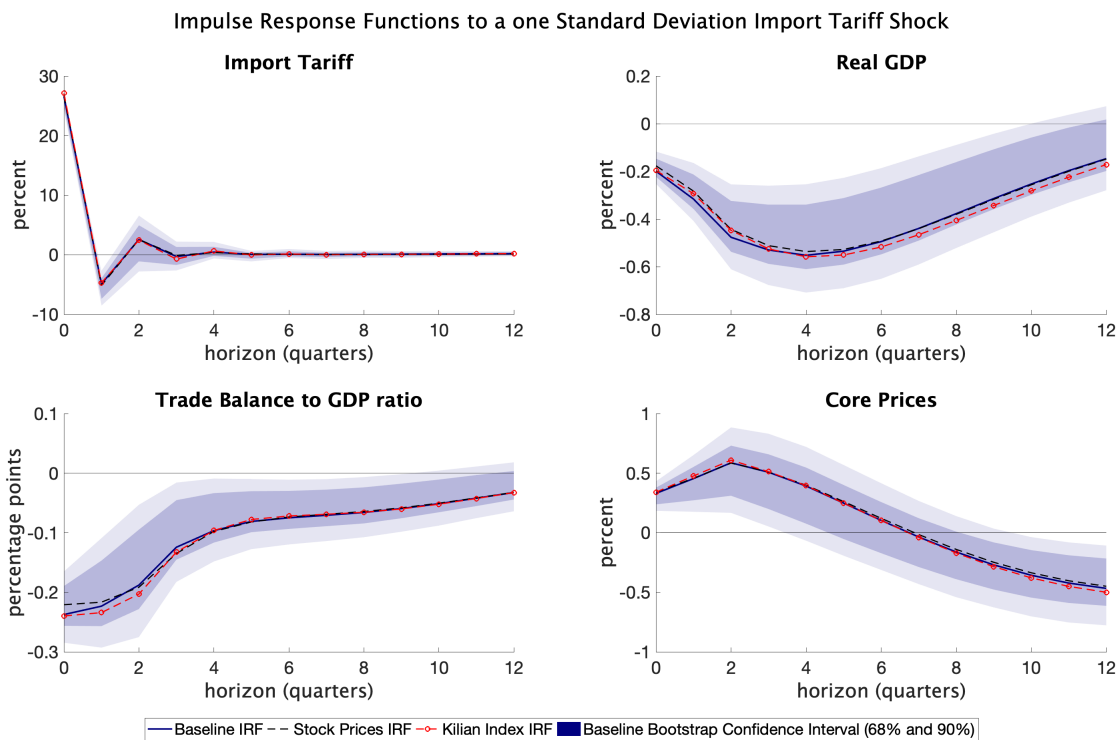 Impulse Response Functions to a one Standard Deviation Import Tariff Shock
Import Tariff
30
20
10
0
-10
percent
0 2 4 6 8 10 12
horizon (quarters)
Real GDP
0.2
0
-0.2
-0.4
-0.6
-0.8
percent
0 2 4 6 8 10 12
horizon (quarters)
Trade Balance to GDP ratio
0.1
0
-0.1
-0.2
-0.3
percentage points
0 2 4 6 8 10 12
horizon (quarters)
Core Prices
1
0.5
0
-0.5
-1
percent
0 2 4 6 8 10 12
horizon (quarters)
Baseline IRF Stock Prices IRF Kilian Index IRF Baseline Bootstrap Confidence Interval (68% and 90%)